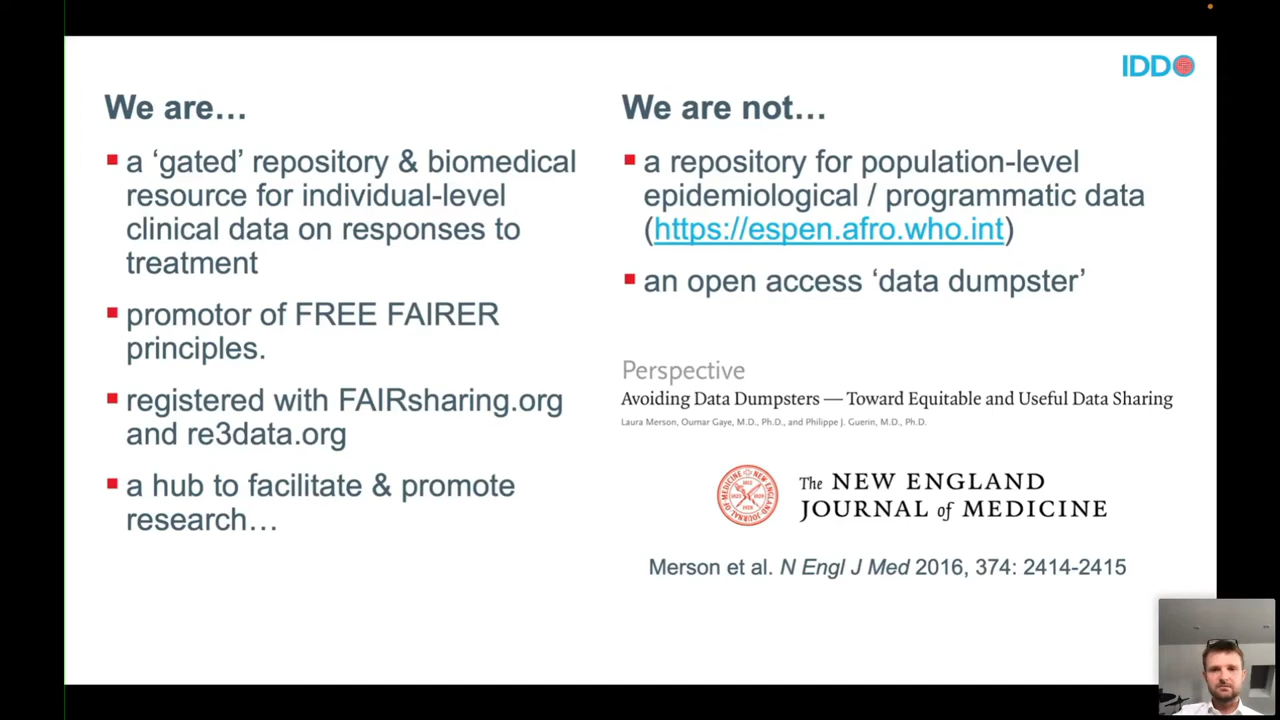 IDDO
We are…
▪ a ‘gated’ repository & biomedical
resource for individual-level
clinical data on responses to
treatment
▪ promotor of FREE FAIRER
principles.
▪ registered with FAIRsharing.org
and re3data.org
▪ a hub to facilitate & promote
research…
We are not…
▪ a repository for population-level
epidemiological / programmatic data
(https://espen.afro.who.int)
▪ an open access ‘data dumpster’
Perspective
Avoiding Data Dumpsters — Toward Equitable and Useful Data Sharing
Laura Merson, Oumar Gaye, M.D., Ph.D., and Philippe J. Guerin, M.D., Ph.D.
The NEW ENGLAND
JOURNAL of MEDICINE
Merson et al. N Engl J Med 2016, 374: 2414-2415